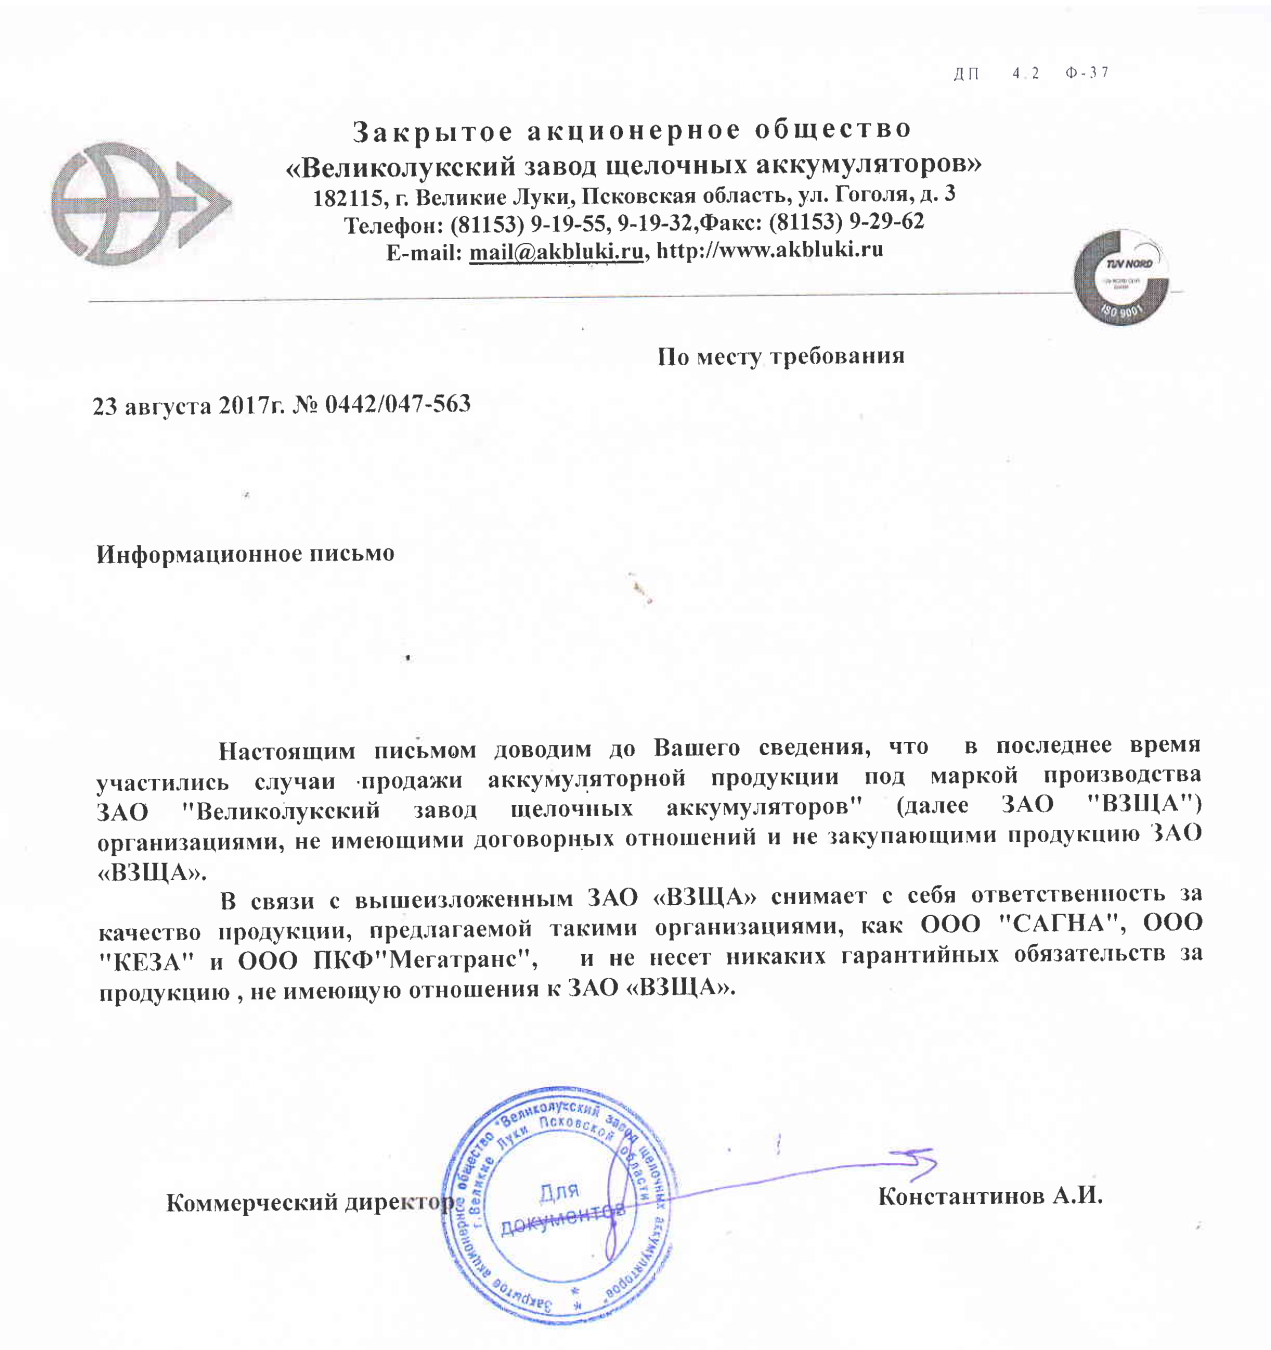 ДП 4.2 Ф-37
Закрытое акционерное общество
«Великолукский завод щелочных аккумуляторов»
182115, г. Великие Луки, Псковская область, ул. Гоголя, д. 3
Телефон: (81153) 9-19-55, 9-19-32,Факс: (81153) 9-29-62
E-mail: mail@akbluki.ru, http://www.akbluki.ru
TUV NORD
ISO 9001
По месту требования
23 августа 2017г. № 0442/047-563
Информационное письмо
Настоящим письмом доводим до Вашего сведения, что в последнее время
участились случаи продажи аккумуляторной продукции под маркой производства
ЗАО "Великолукский завод щелочных аккумуляторов" (далее ЗАО "ВЗЩА")
организациями, не имеющими договорных отношений и не закупающими продукцию ЗАО
«ВЗЩА».
В связи с вышеизложенным ЗАО «ВЗЩА» снимает с себя ответственность за
качество продукции, предлагаемой такими организациями, как ООО "САГНА", ООО
"КЕЗА" и ООО ПКФ"Мегатранс", и не несет никаких гарантийных обязательств за
продукцию , не имеющую отношения к ЗАО «ВЗЩА».
Коммерческий директор
Константинов А.И.
Закрытое акционерное общество "Великолукский завод щелочных аккумуляторов"
г. Великие Луки Псковской области
Для
документов